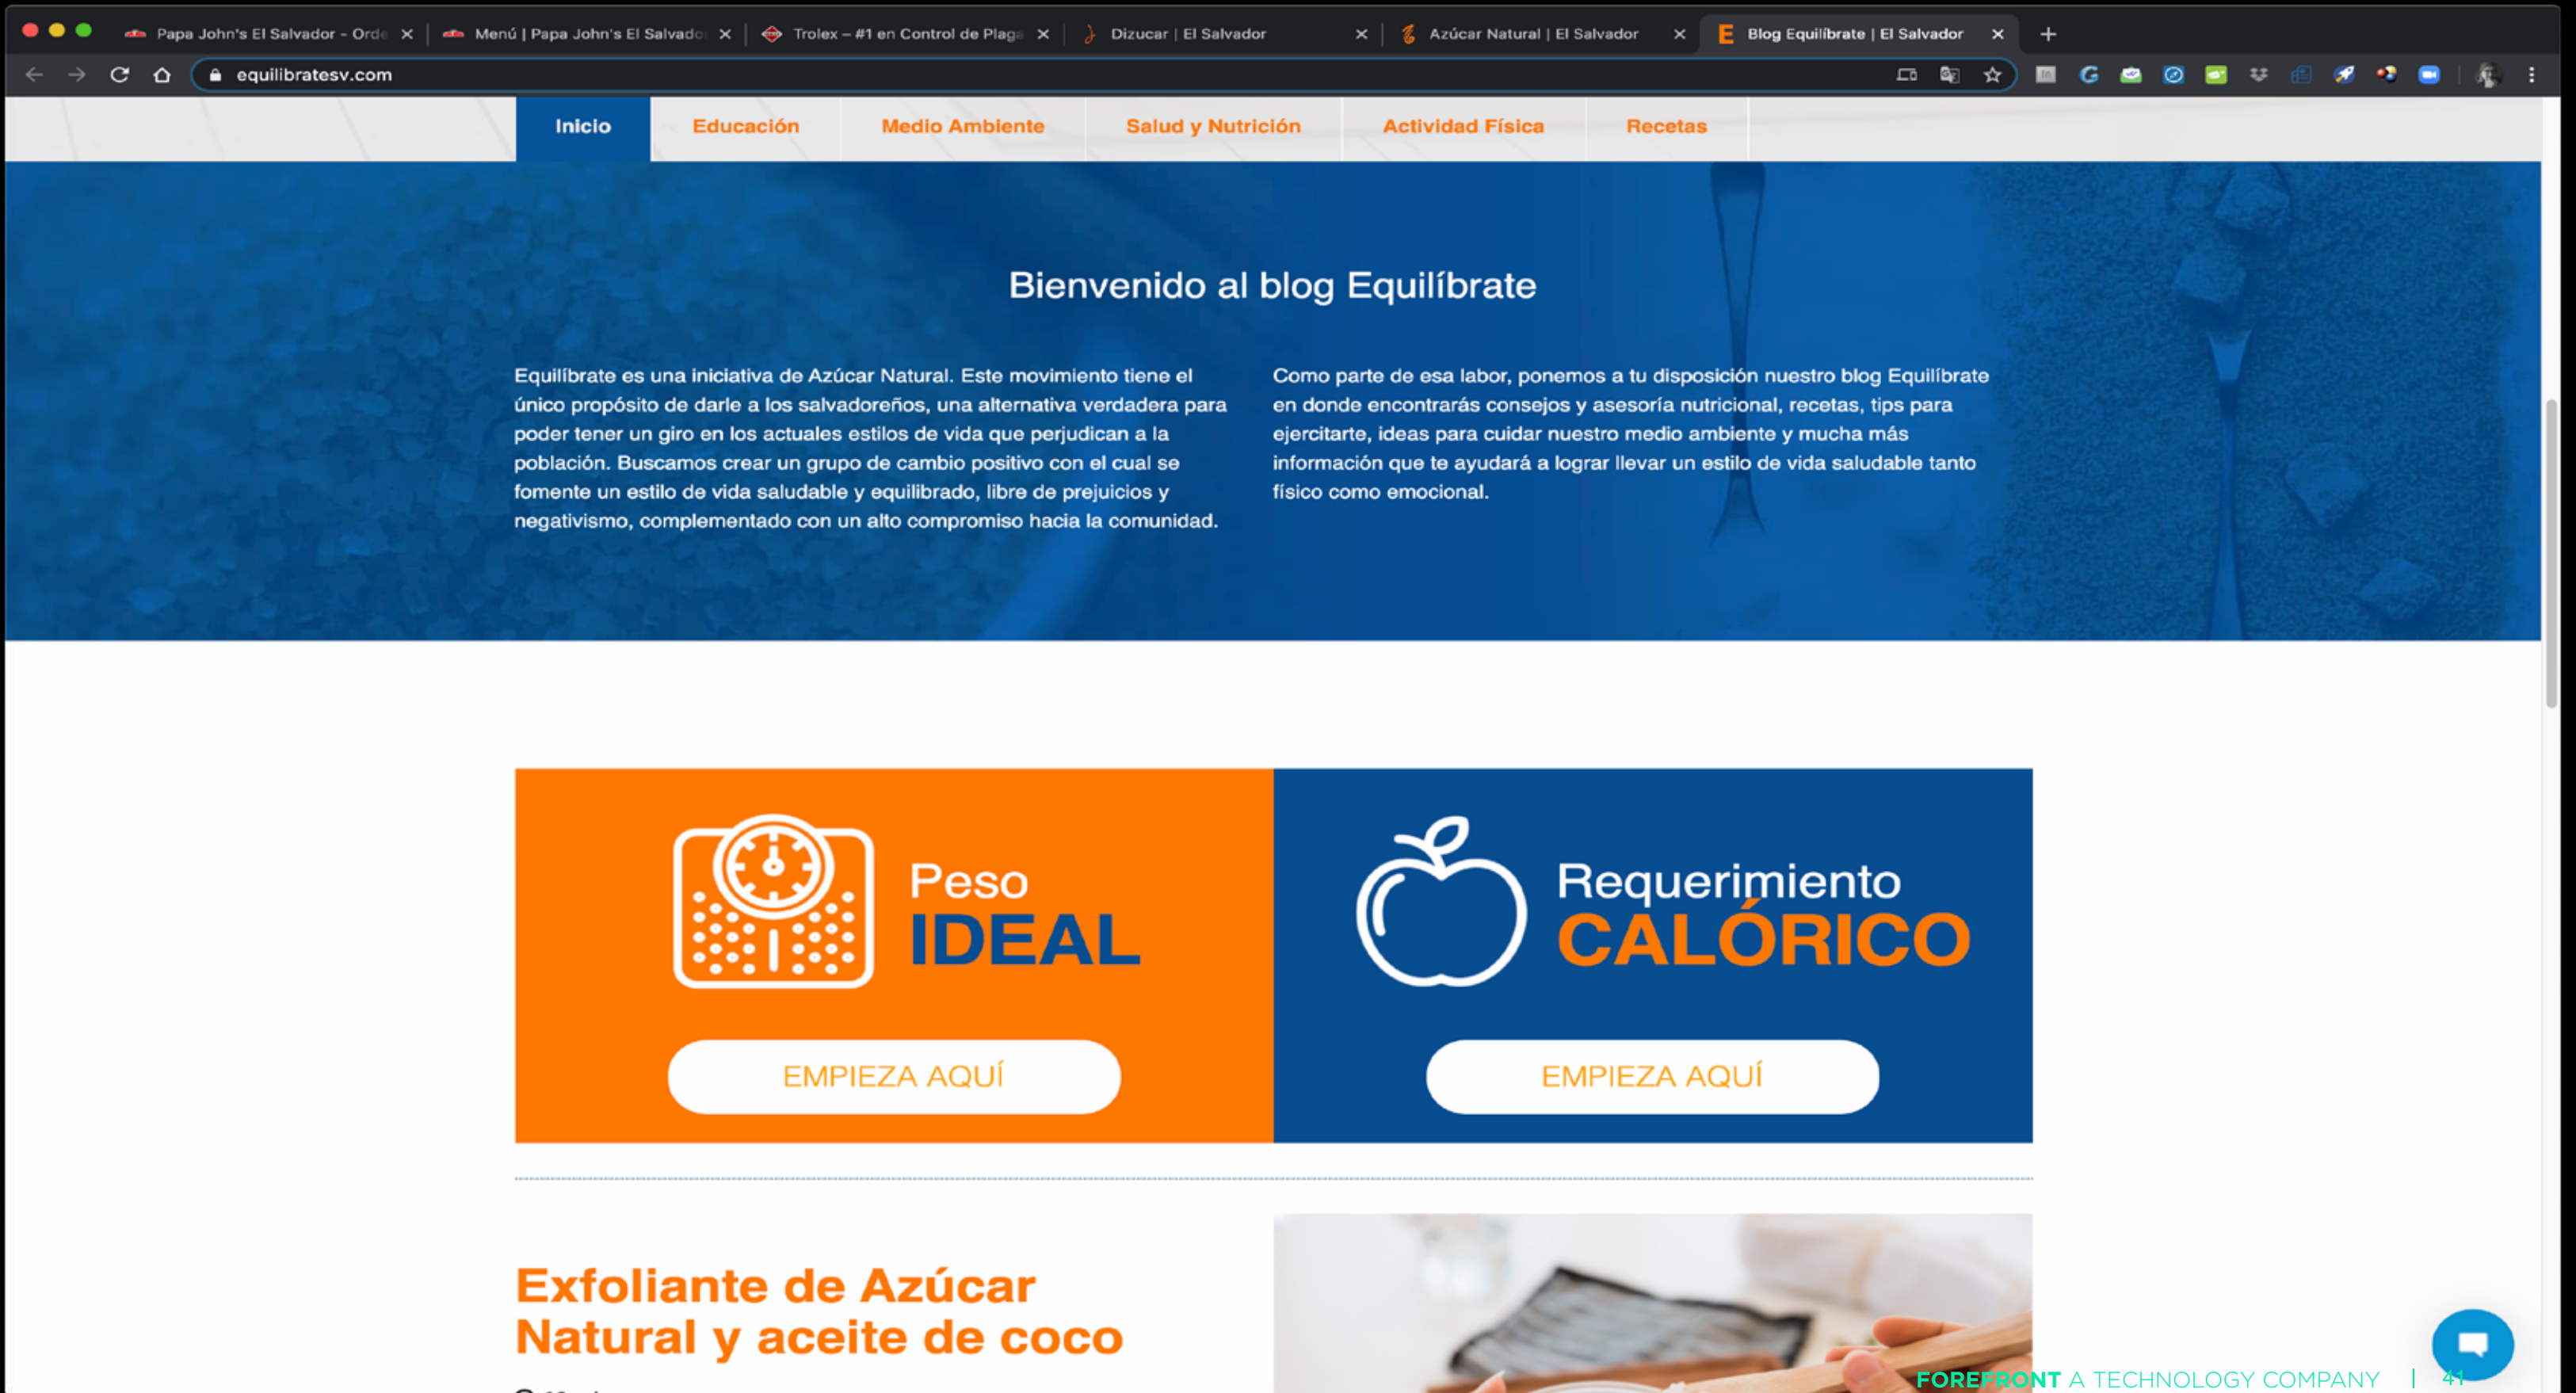 Papa John's El Salvador - Orde
Menú | Papa John's El Salvador
Trolex – #1 en Control de Plaga
Dizucar | El Salvador
Azúcar Natural | El Salvador
Blog Equilíbrate | El Salvador
equilibratesv.com
Inicio
Educación
Medio Ambiente
Salud y Nutrición
Actividad Física
Recetas
Bienvenido al blog Equilíbrate
Equilíbrate es una iniciativa de Azúcar Natural. Este movimiento tiene el
único propósito de darle a los salvadoreños, una alternativa verdadera para
poder tener un giro en los actuales estilos de vida que perjudican a la
población. Buscamos crear un grupo de cambio positivo con el cual se
fomente un estilo de vida saludable y equilibrado, libre de prejuicios y
negativismo, complementado con un alto compromiso hacia la comunidad.
Como parte de esa labor, ponemos a tu disposición nuestro blog Equilíbrate
en donde encontrarás consejos y asesoría nutricional, recetas, tips para
ejercitarte, ideas para cuidar nuestro medio ambiente y mucha más
información que te ayudará a lograr llevar un estilo de vida saludable tanto
físico como emocional.
Peso
IDEAL
EMPIEZA AQUÍ
Requerimiento
CALÓRICO
EMPIEZA AQUÍ
Exfoliante de Azúcar
Natural y aceite de coco
FOREFRONT A TECHNOLOGY COMPANY | 41